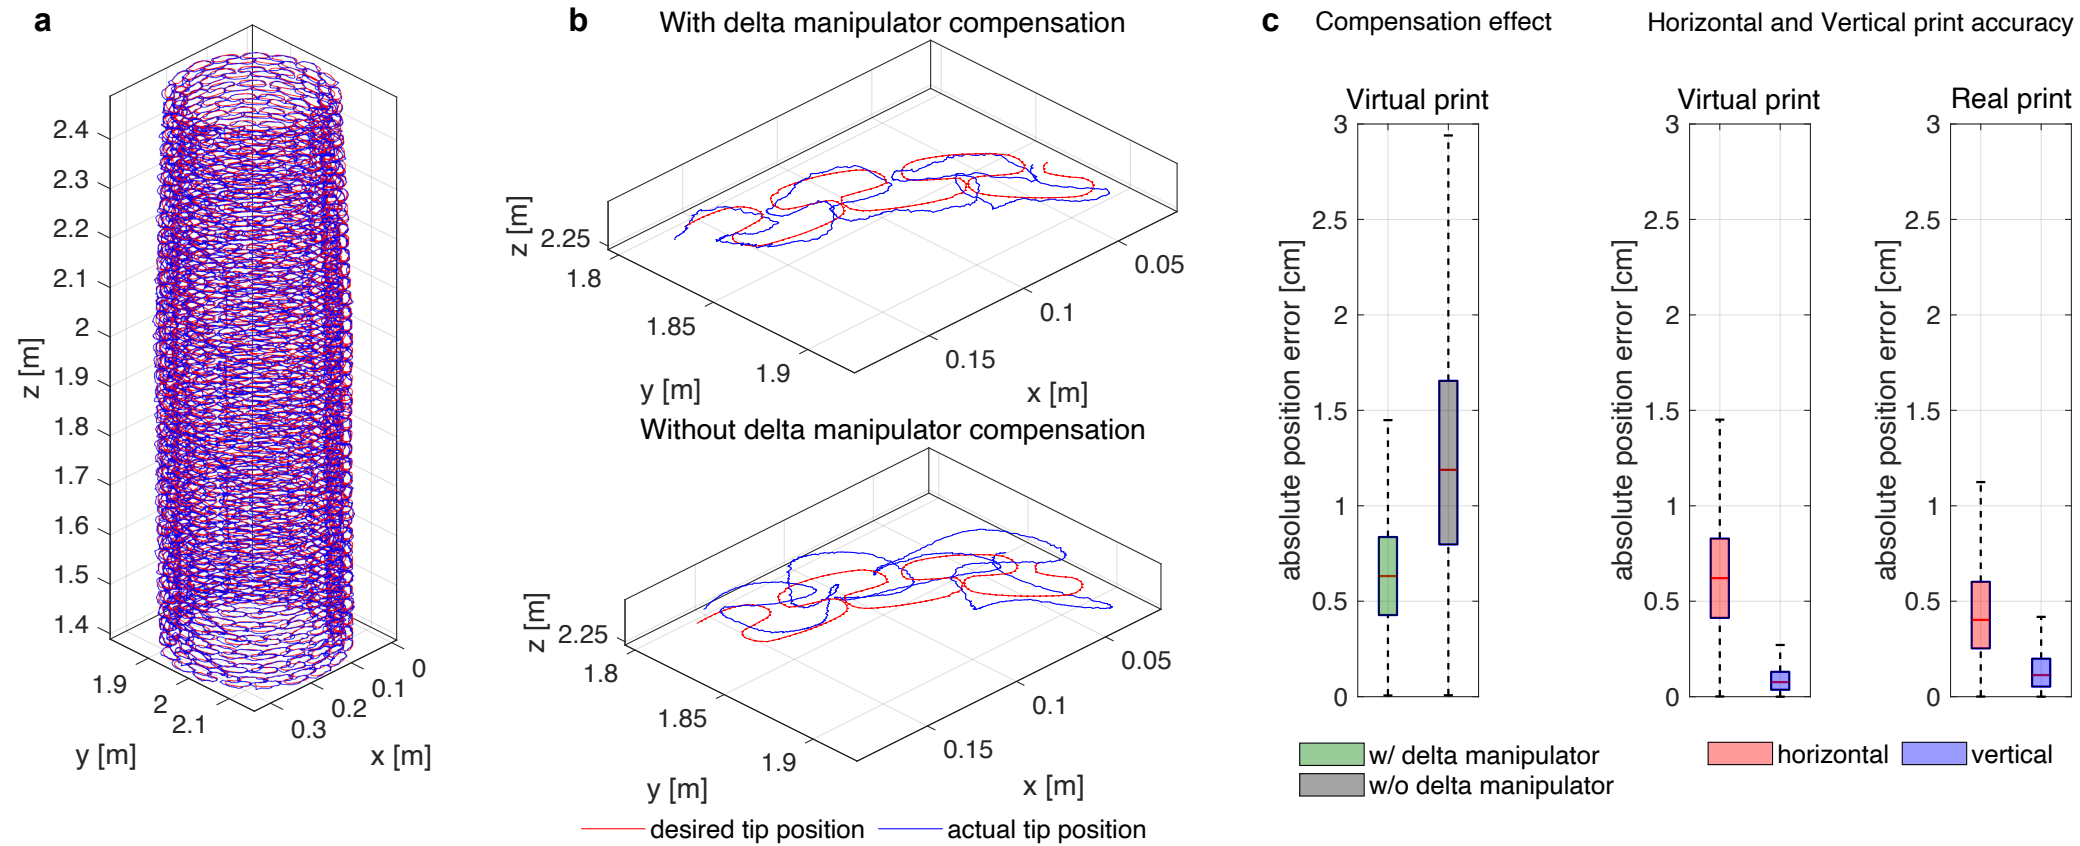 a
2.4
2.3
2.2
2.1
2
1.9
1.8
1.7
1.6
1.5
1.4
z [m]
1.9
2
2.1
y [m]
0
0.1
0.2
0.3
x [m]
b
With delta manipulator compensation
z [m]
2.25
1.8
1.85
1.9
y [m]
0.05
0.1
0.15
x [m]
Without delta manipulator compensation
z [m]
2.25
1.8
1.85
1.9
y [m]
0.05
0.1
0.15
x [m]
desired tip position
actual tip position
c
Compensation effect
Virtual print
absolute position error [cm]
3
2.5
2
1.5
1
0.5
0
w/ delta manipulator
w/o delta manipulator
Horizontal and Vertical print accuracy
Virtual print
absolute position error [cm]
3
2.5
2
1.5
1
0.5
0
Real print
absolute position error [cm]
3
2.5
2
1.5
1
0.5
0
horizontal
vertical